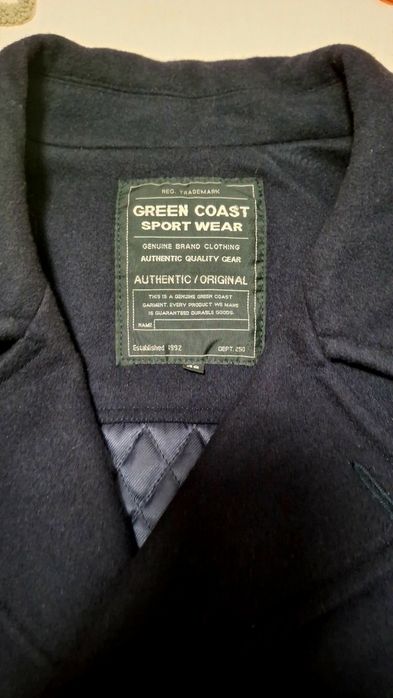 REG. TRADEMARK
GREEN COAST
SPORT WEAR
GENUINE BRAND CLOTHING
AUTHENTIC QUALITY GEAR
AUTHENTIC / ORIGINAL
THIS IS A GENUINE GREEN COAST
GARMENT. EVERY PRODUCT WE MAKE
IS GUARANTEED DURABLE GOODS.
NAME
Established 1992 DEPT. 250